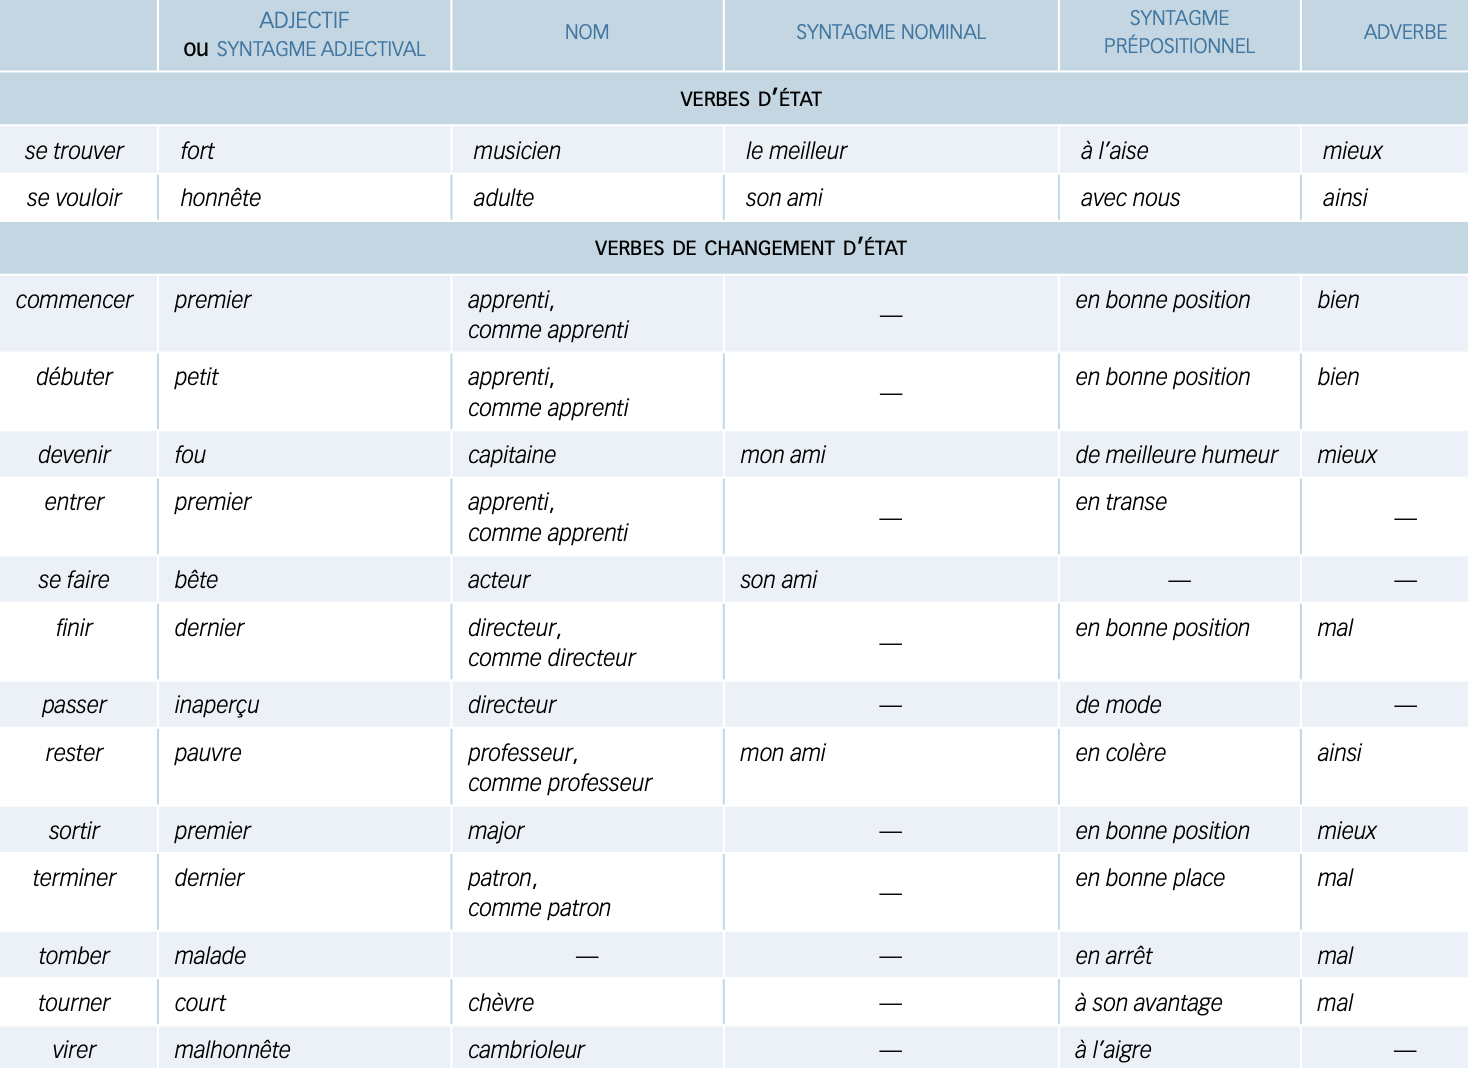 ADJECTIF
ou SYNTAGME ADJECTIVAL
NOM
SYNTAGME NOMINAL
SYNTAGME
PRÉPOSITIONNEL
ADVERBE
VERBES D’ÉTAT
se trouver fort musicien le meilleur à l’aise mieux
se vouloir honnête adulte son ami avec nous ainsi
VERBES DE CHANGEMENT D’ÉTAT
commencer premier apprenti, — en bonne position bien
comme apprenti
débuter petit apprenti, — en bonne position bien
comme apprenti
devenir fou capitaine mon ami de meilleure humeur mieux
entrer premier apprenti, — en transe —
comme apprenti
se faire bête acteur son ami — —
finir dernier directeur, — en bonne position mal
comme directeur
passer inaperçu directeur — de mode —
rester pauvre professeur, mon ami en colère ainsi
comme professeur
sortir premier major — en bonne position mieux
terminer dernier patron, — en bonne place mal
comme patron
tomber malade — — en arrêt mal
tourner court chèvre — à son avantage mal
virer malhonnête cambrioleur — à l’aigre —